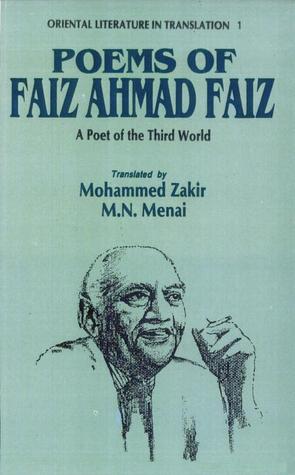 ORIENTAL LITERATURE IN TRANSLATION 1
POEMS OF
FAIZ AHMAD FAIZ
A Poet of the Third World
Translated by
Mohammed Zakir
M.N. Menai